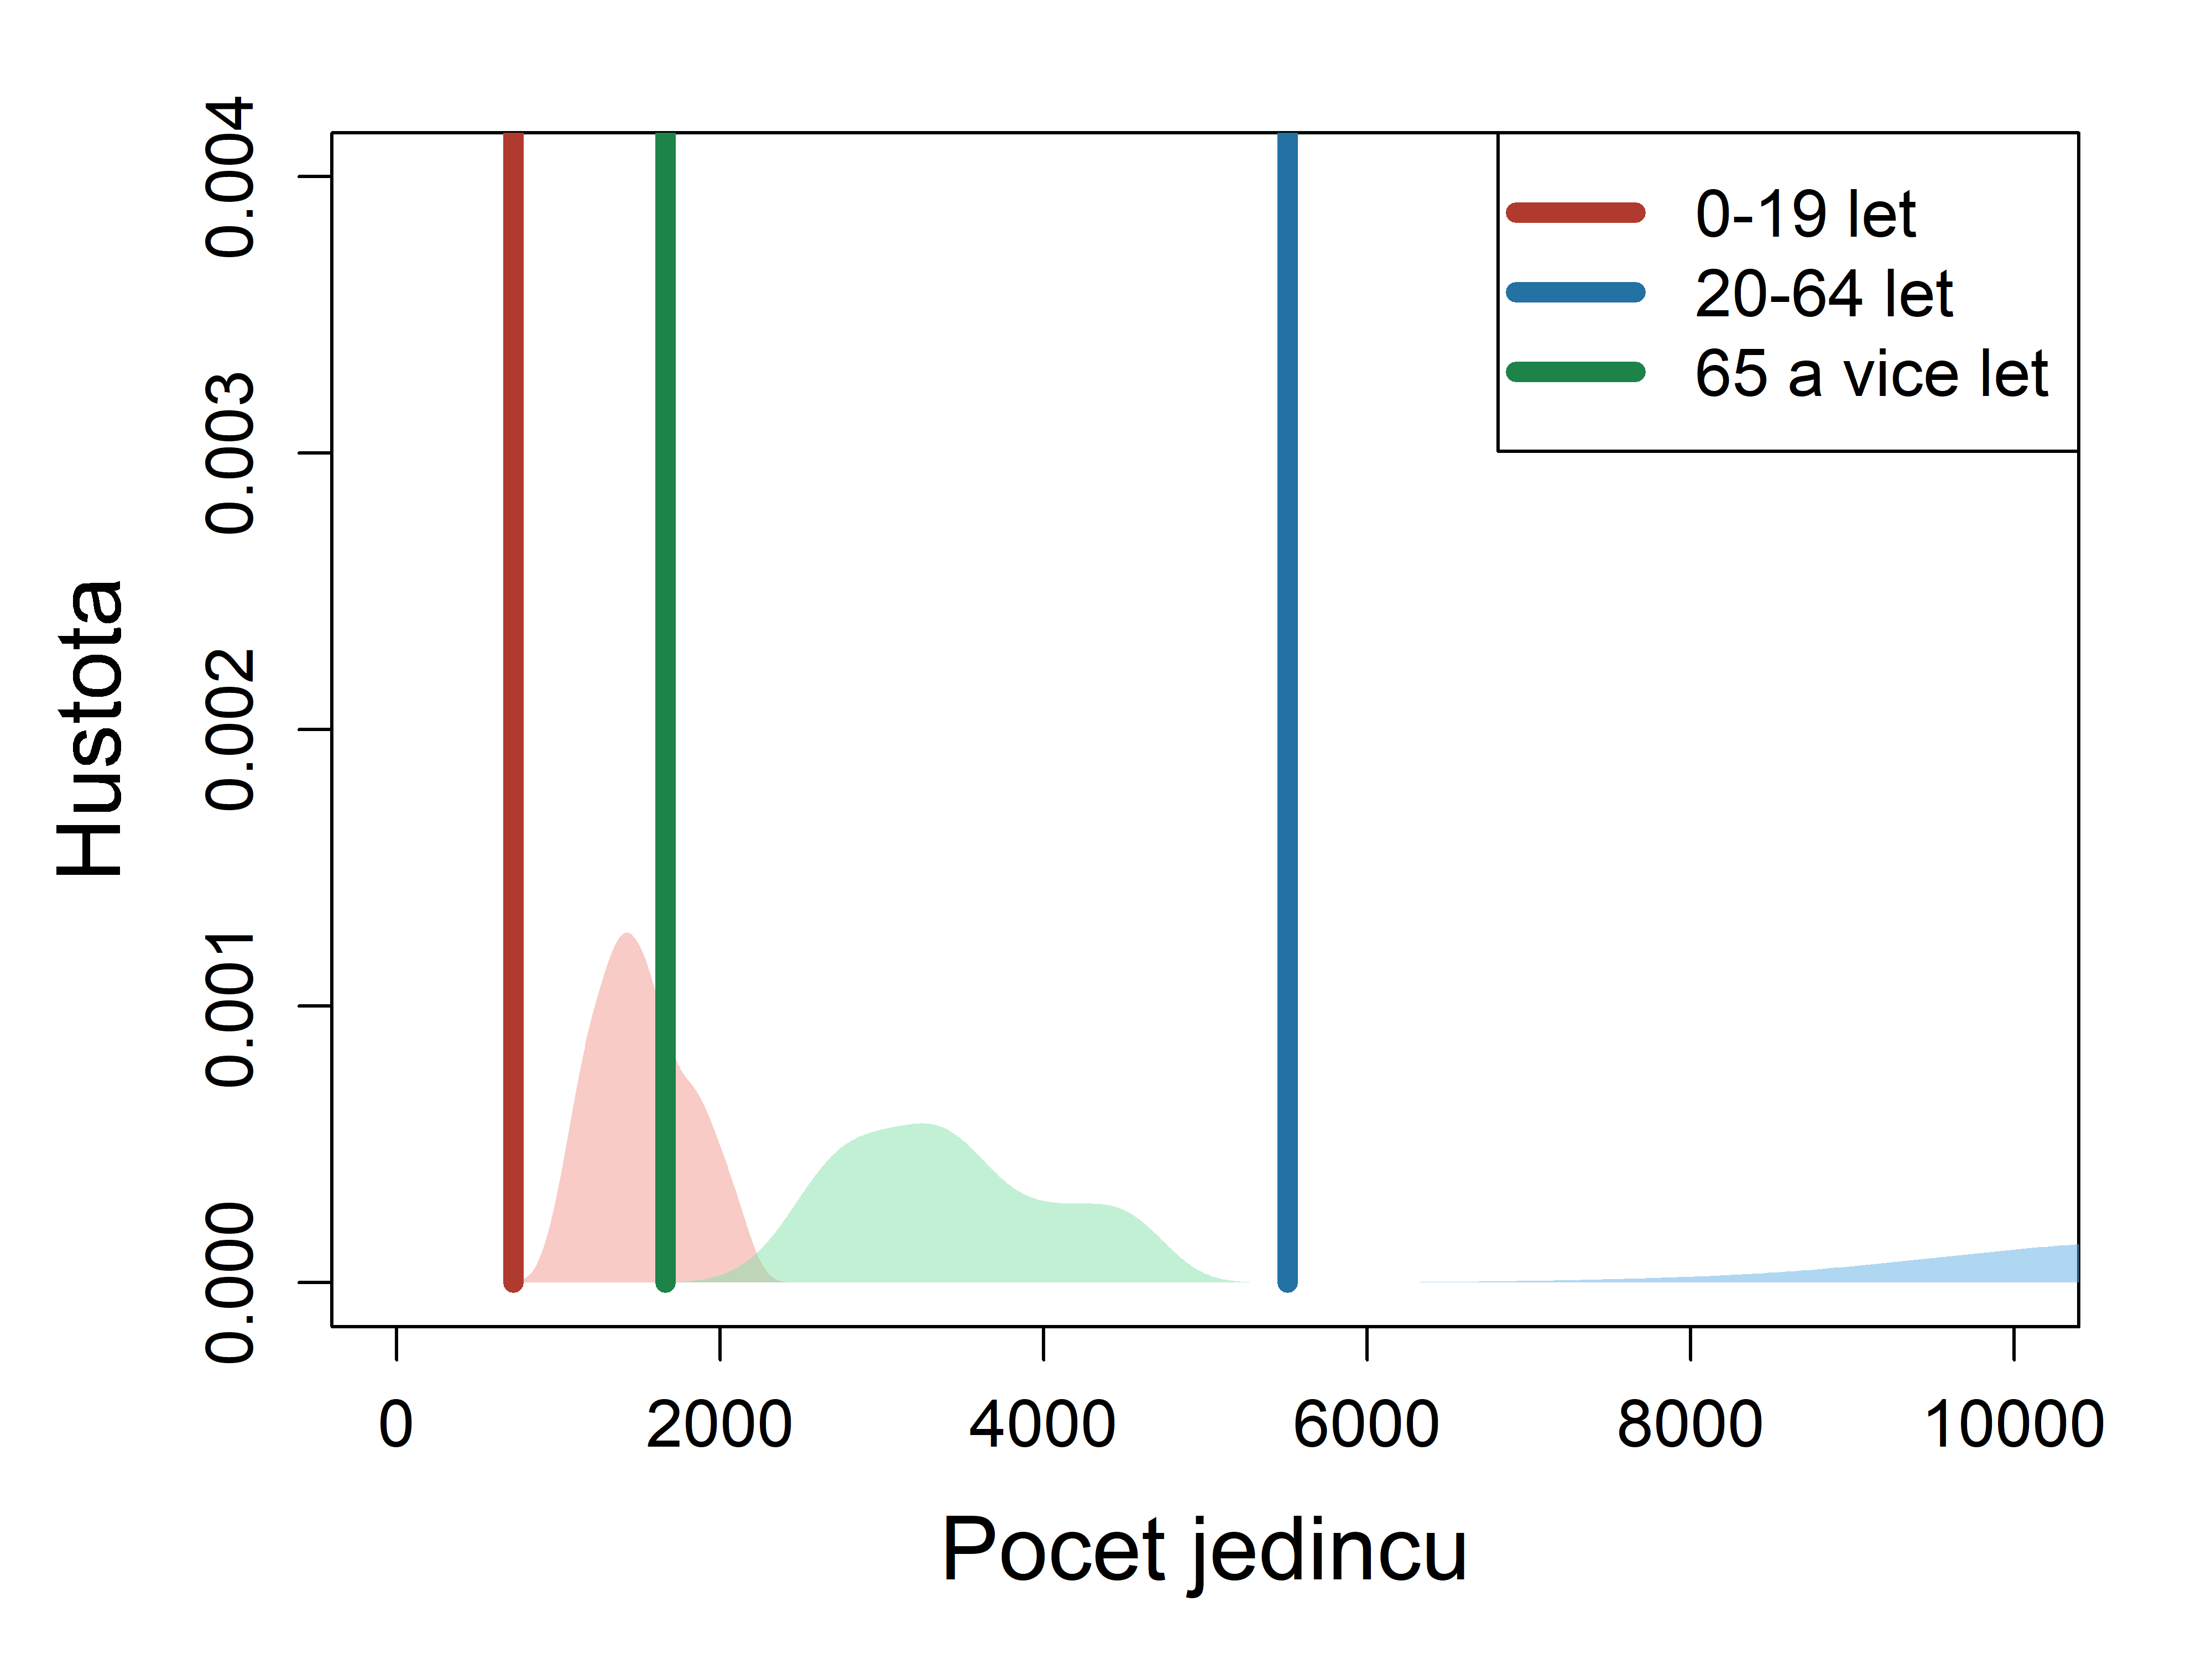 0-19 let
20-64 let
65 a vice let
Hustota
0.004
0.003
0.002
0.001
0.000
0 2000 4000 6000 8000 10000
Pocet jedincu